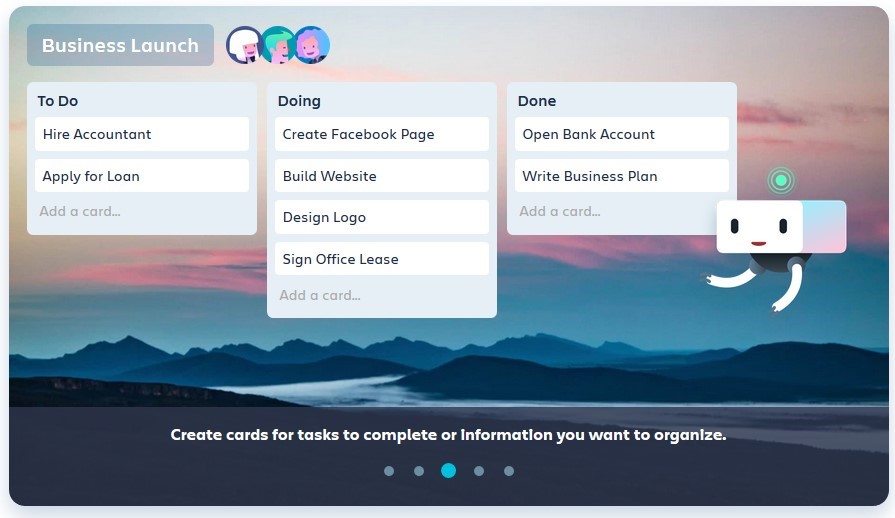 Business Launch
To Do
Hire Accountant
Apply for Loan
Add a card...
Doing
Create Facebook Page
Build Website
Design Logo
Sign Office Lease
Add a card...
Done
Open Bank Account
Write Business Plan
Add a card...
Create cards for tasks to complete or information you want to organize.